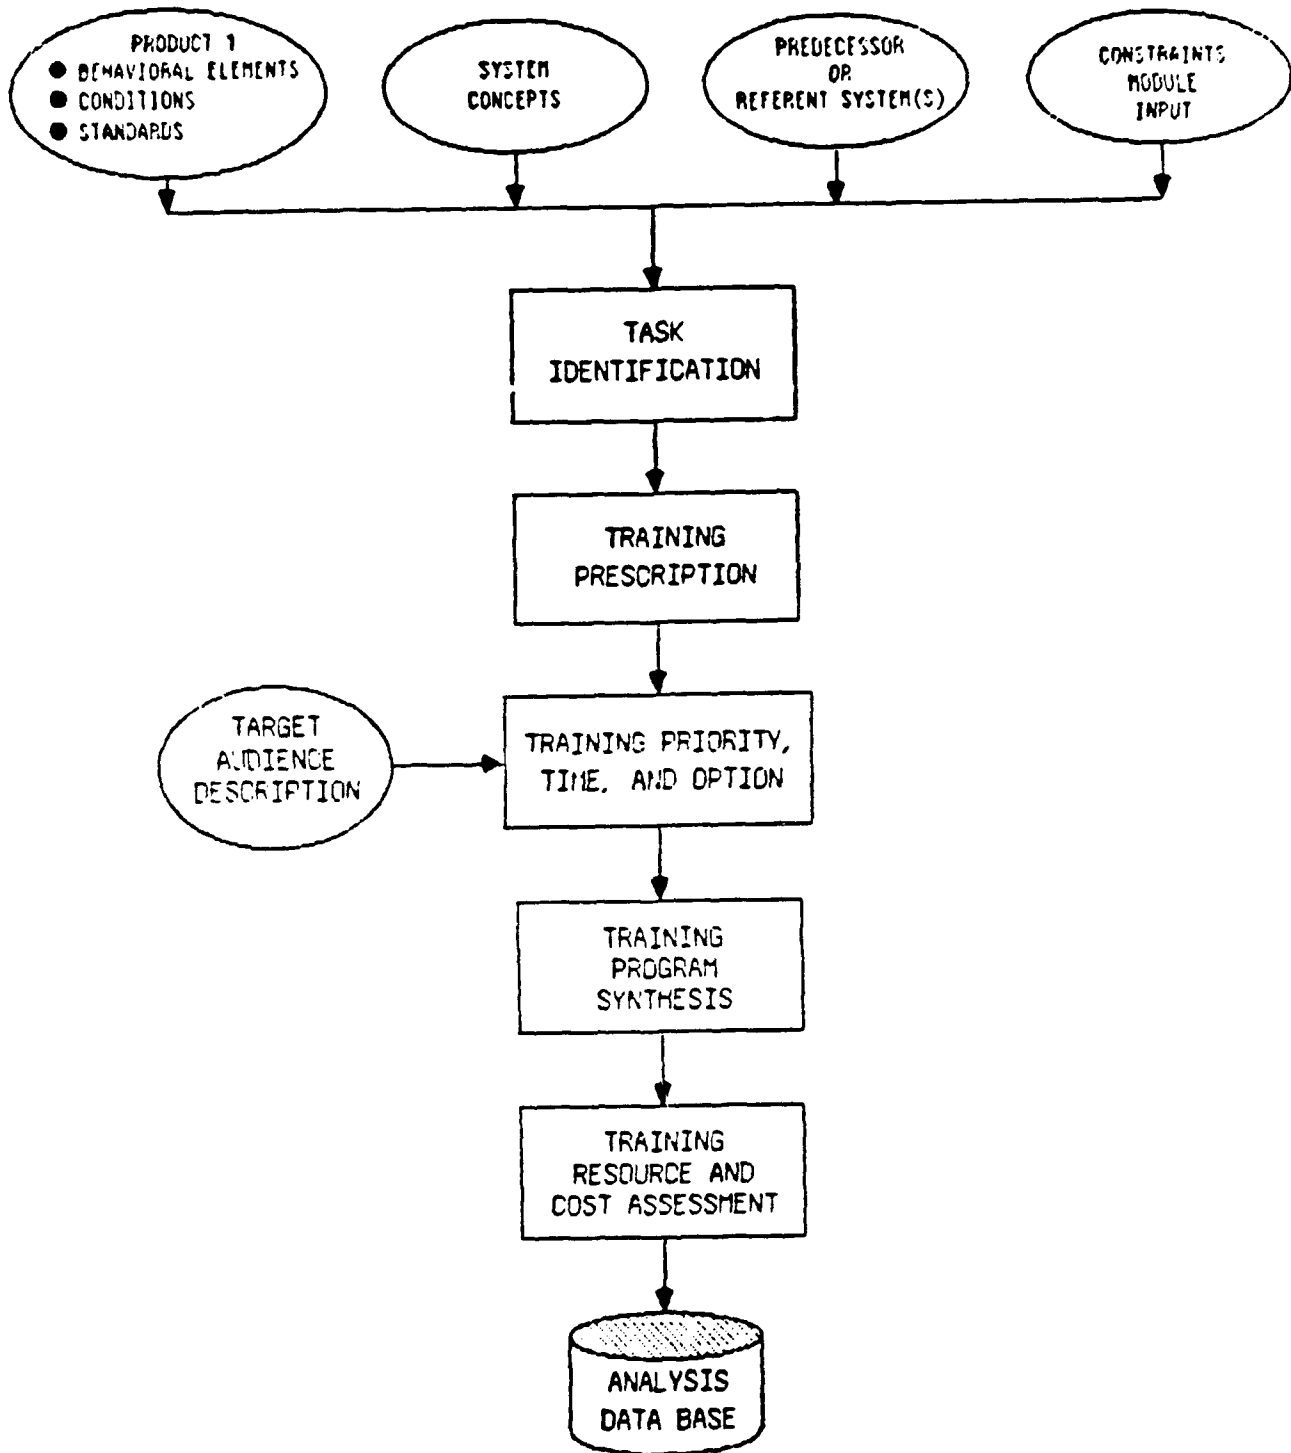 PRODUCT 1
● BEHAVIORAL ELEMENTS
● CONDITIONS
● STANDARDS
SYSTEM
CONCEPTS
PREDECESSOR
OR
REFERENT SYSTEM(S)
CONSTRAINTS
MODULE
INPUT
TASK
IDENTIFICATION
TRAINING
PRESCRIPTION
TARGET
AUDIENCE
DESCRIPTION
TRAINING PRIORITY,
TIME, AND OPTION
TRAINING
PROGRAM
SYNTHESIS
TRAINING
RESOURCE AND
COST ASSESSMENT
ANALYSIS
DATA BASE